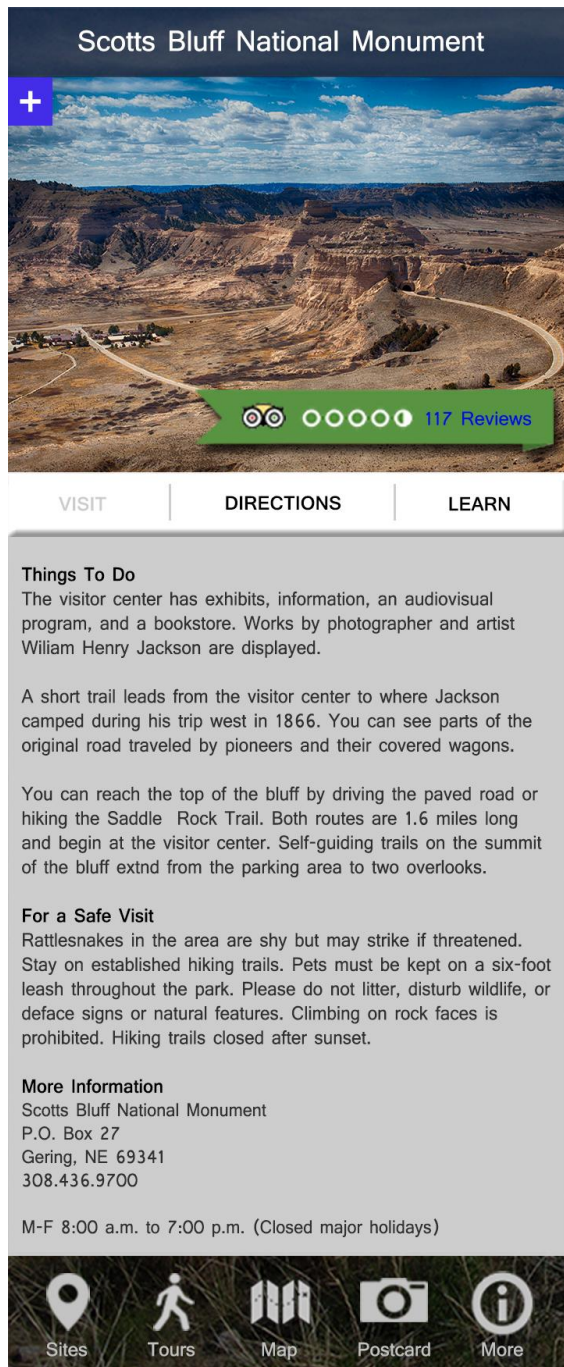 Scotts Bluff National Monument
+
117 Reviews
VISIT
DIRECTIONS
LEARN
Things To Do
The visitor center has exhibits, information, an audiovisual
program, and a bookstore. Works by photographer and artist
Wiliam Henry Jackson are displayed.
A short trail leads from the visitor center to where Jackson
camped during his trip west in 1866. You can see parts of the
original road traveled by pioneers and their covered wagons.
You can reach the top of the bluff by driving the paved road or
hiking the Saddle Rock Trail. Both routes are 1.6 miles long
and begin at the visitor center. Self-guiding trails on the summit
of the bluff extnd from the parking area to two overlooks.
For a Safe Visit
Rattlesnakes in the area are shy but may strike if threatened.
Stay on established hiking trails. Pets must be kept on a six-foot
leash throughout the park. Please do not litter, disturb wildlife, or
deface signs or natural features. Climbing on rock faces is
prohibited. Hiking trails closed after sunset.
More Information
Scotts Bluff National Monument
P.O. Box 27
Gering, NE 69341
308.436.9700
M-F 8:00 a.m. to 7:00 p.m. (Closed major holidays)
Sites
Tours
Map
Postcard
More